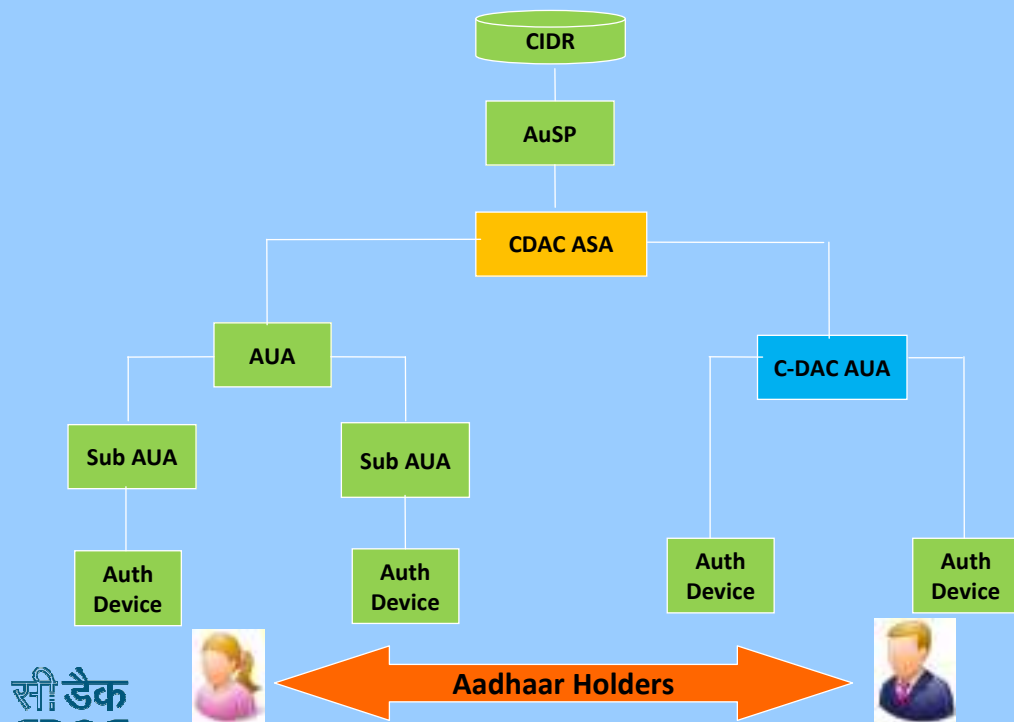 CIDR
AuSP
CDAC ASA
AUA
C-DAC AUA
Sub AUA
Sub AUA
Auth
Device
Auth
Device
Auth
Device
Auth
Device
Aadhaar Holders
सी डैक